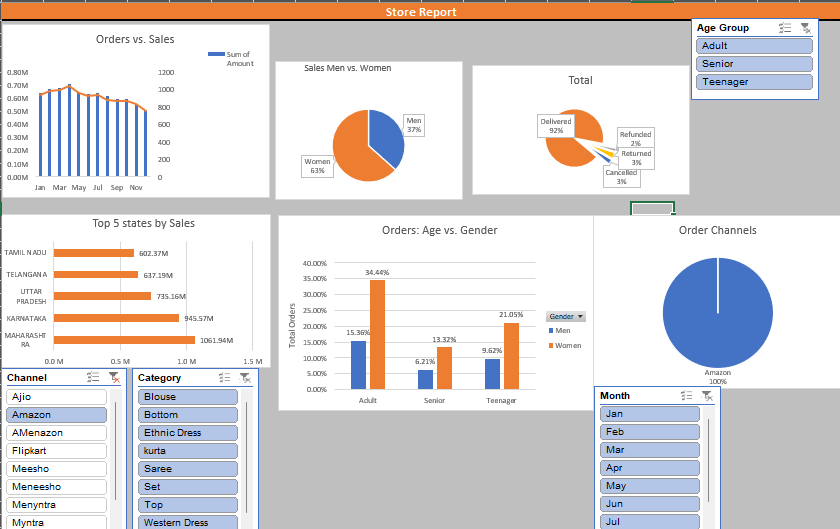 Store Report
Orders vs. Sales
Sum of
Amount
0.80M
0.70M
0.60M
0.50M
0.40M
0.30M
0.20M
0.10M
0.00M
1200
1000
800
600
400
200
0
Jan Mar May Jul Sep Nov
Sales Men vs. Women
Men
37%
Women
63%
Total
Delivered
92%
Refunded
2%
Returned
3%
Cancelled
3%
Age Group
Adult
Senior
Teenager
Top 5 states by Sales
TAMIL NADU
602.37M
TELANGANA
637.19M
UTTAR
PRADESH
735.16M
KARNATAKA
945.57M
MAHARASHT
RA
1061.94M
0.0 M 0.5 M 1.0 M 1.5 M
Orders: Age vs. Gender
Total Orders
40.00%
35.00%
30.00%
25.00%
20.00%
15.00%
10.00%
5.00%
0.00%
15.36%
34.44%
6.21%
13.32%
9.62%
21.05%
Adult Senior Teenager
Gender
Men
Women
Order Channels
Amazon
100%
Channel
Ajio
Amazon
AMenazon
Flipkart
Meesho
Meneesho
Menyntra
Myntra
Category
Blouse
Bottom
Ethnic Dress
kurta
Saree
Set
Top
Western Dress
Month
Jan
Feb
Mar
Apr
May
Jun
Jul